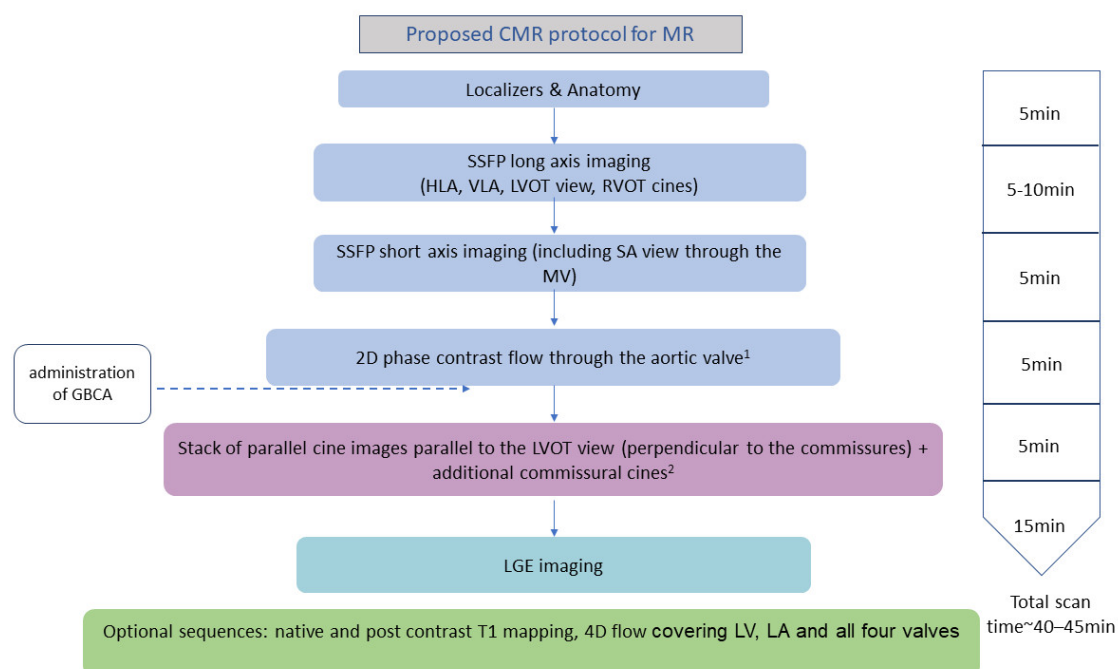 Proposed CMR protocol for MR
Localizers & Anatomy
5min
SSFP long axis imaging
(HLA, VLA, LVOT view, RVOT cines)
5-10min
SSFP short axis imaging (including SA view through the
MV)
5min
2D phase contrast flow through the aortic valve¹
5min
administration
of GBCA
Stack of parallel cine images parallel to the LVOT view (perpendicular to the commissures) +
additional commissural cines²
5min
LGE imaging
15min
Optional sequences: native and post contrast T1 mapping, 4D flow covering LV, LA and all four valves
Total scan
time~40–45min